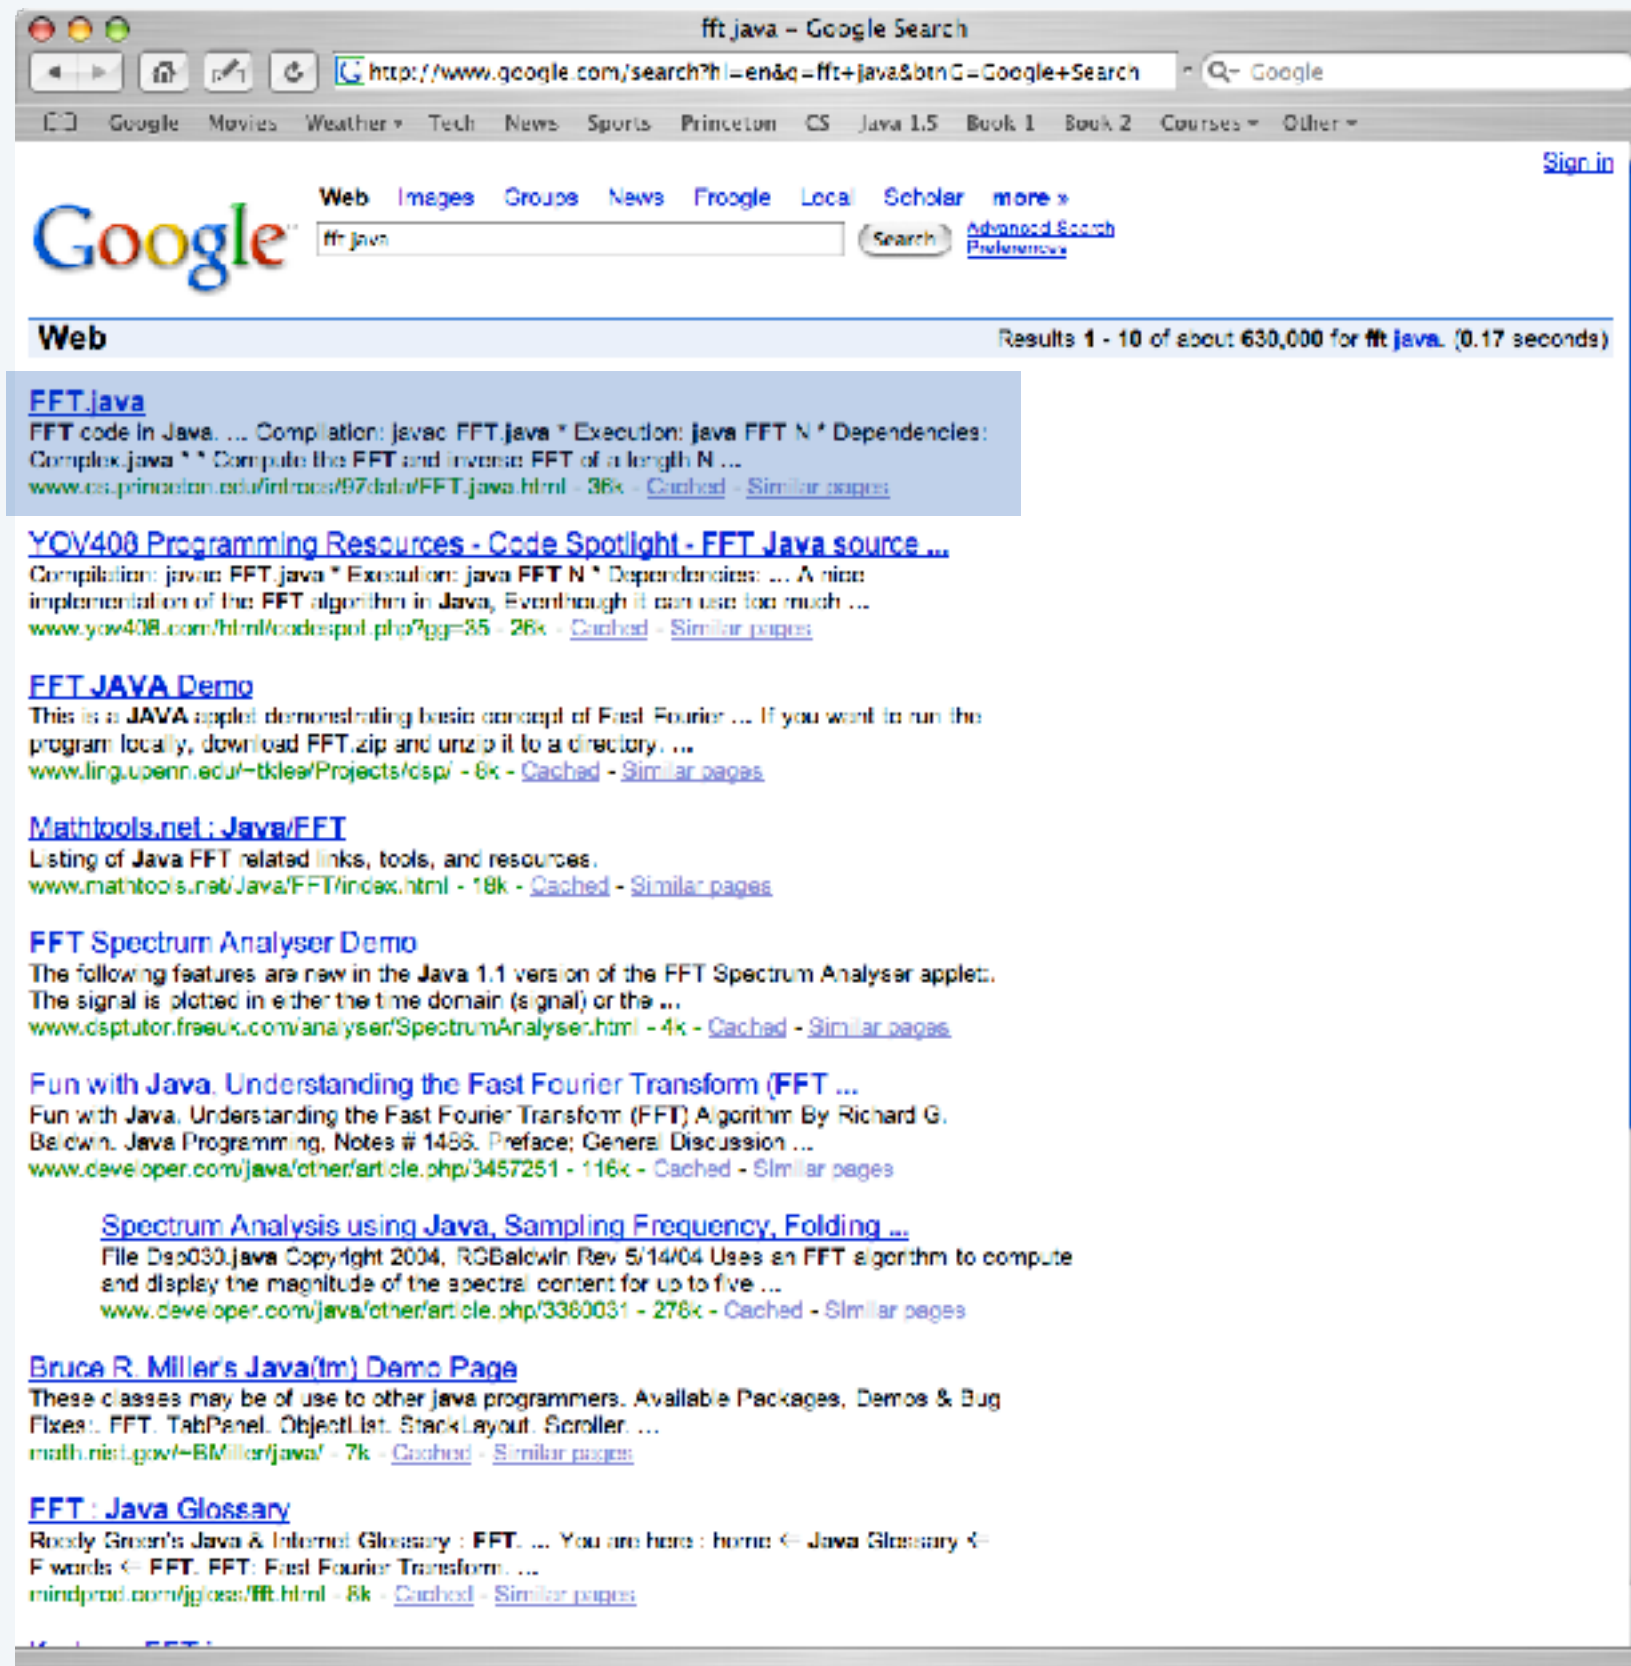 fft java – Google Search
http://www.google.com/search?hl=en&q=fft+java&btnG=Google+Search
Google
Google Movies Weather Tech News Sports Princeton CS Java 1.5 Book 1 Book 2 Courses Other
Sign in
Web Images Groups News Froogle Local Scholar more »
Google
fft java
Search
Advanced Search
Preferences
Web
Results 1 - 10 of about 630,000 for fft java. (0.17 seconds)
FFT.java
FFT code in Java. ... Compilation: javac FFT.java * Execution: java FFT N * Dependencies:
Complex.java * * Compute the FFT and inverse FFT of a length N ...
www.cs.princeton.edu/introcs/97data/FFT.java.html - 36k - Cached - Similar pages
YOV408 Programming Resources - Code Spotlight - FFT Java source ...
Compilation: javac FFT.java * Execution: java FFT N * Dependencies: ... A nice
implementation of the FFT algorithm in Java, Eventhough it can use too much ...
www.yov408.com/html/codespot.php?gg=35 - 26k - Cached - Similar pages
FFT JAVA Demo
This is a JAVA applet demonstrating basic concept of Fast Fourier ... If you want to run the
program locally, download FFT.zip and unzip it to a directory. ...
www.ling.upenn.edu/~tklee/Projects/dsp/ - 8k - Cached - Similar pages
Mathtools.net : Java/FFT
Listing of Java FFT related links, tools, and resources.
www.mathtools.net/Java/FFT/index.html - 18k - Cached - Similar pages
FFT Spectrum Analyser Demo
The following features are new in the Java 1.1 version of the FFT Spectrum Analyser applet:.
The signal is plotted in either the time domain (signal) or the ...
www.dsptutor.freeuk.com/analyser/SpectrumAnalyser.html - 4k - Cached - Similar pages
Fun with Java, Understanding the Fast Fourier Transform (FFT ...
Fun with Java, Understanding the Fast Fourier Transform (FFT) Algorithm By Richard G.
Baldwin. Java Programming, Notes # 1486. Preface; General Discussion ...
www.developer.com/java/other/article.php/3457251 - 116k - Cached - Similar pages
Spectrum Analysis using Java, Sampling Frequency, Folding ...
File Dsp030.java Copyright 2004, RGBaldwin Rev 5/14/04 Uses an FFT algorithm to compute
and display the magnitude of the spectral content for up to five ...
www.developer.com/java/other/article.php/3380031 - 278k - Cached - Similar pages
Bruce R. Miller's Java(tm) Demo Page
These classes may be of use to other java programmers. Available Packages, Demos & Bug
Fixes:. FFT. TabPanel. ObjectList. StackLayout. Scroller. ...
math.nist.gov/~BMiller/java/ - 7k - Cached - Similar pages
FFT : Java Glossary
Roedy Green's Java & Internet Glossary : FFT. ... You are here : home ⇐ Java Glossary ⇐
F words ⇐ FFT. FFT: Fast Fourier Transform. ...
mindprod.com/jgloss/fft.html - 8k - Cached - Similar pages